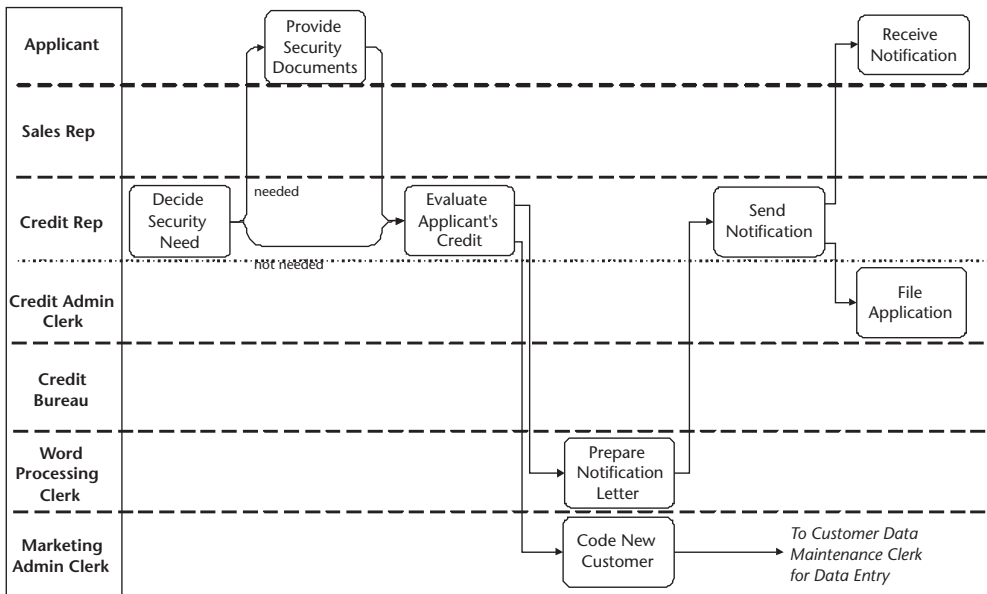 Applicant
Provide
Security
Documents
Receive
Notification
Sales Rep
Credit Rep
Decide
Security
Need
needed
not needed
Evaluate
Applicant's
Credit
Send
Notification
Credit Admin
Clerk
File
Application
Credit
Bureau
Word
Processing
Clerk
Prepare
Notification
Letter
Marketing
Admin Clerk
Code New
Customer
To Customer Data
Maintenance Clerk
for Data Entry